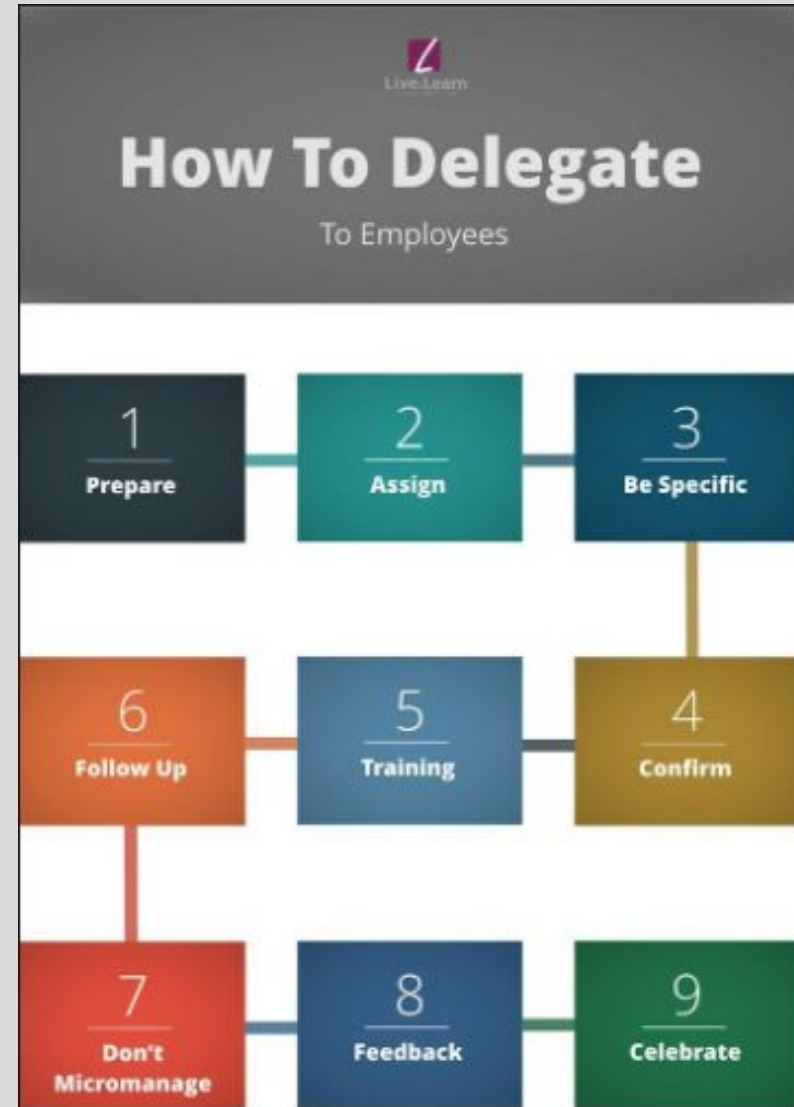 Live.Learn
How To Delegate
To Employees
1
Prepare
2
Assign
3
Be Specific
4
Confirm
5
Training
6
Follow Up
7
Don't
Micromanage
8
Feedback
9
Celebrate